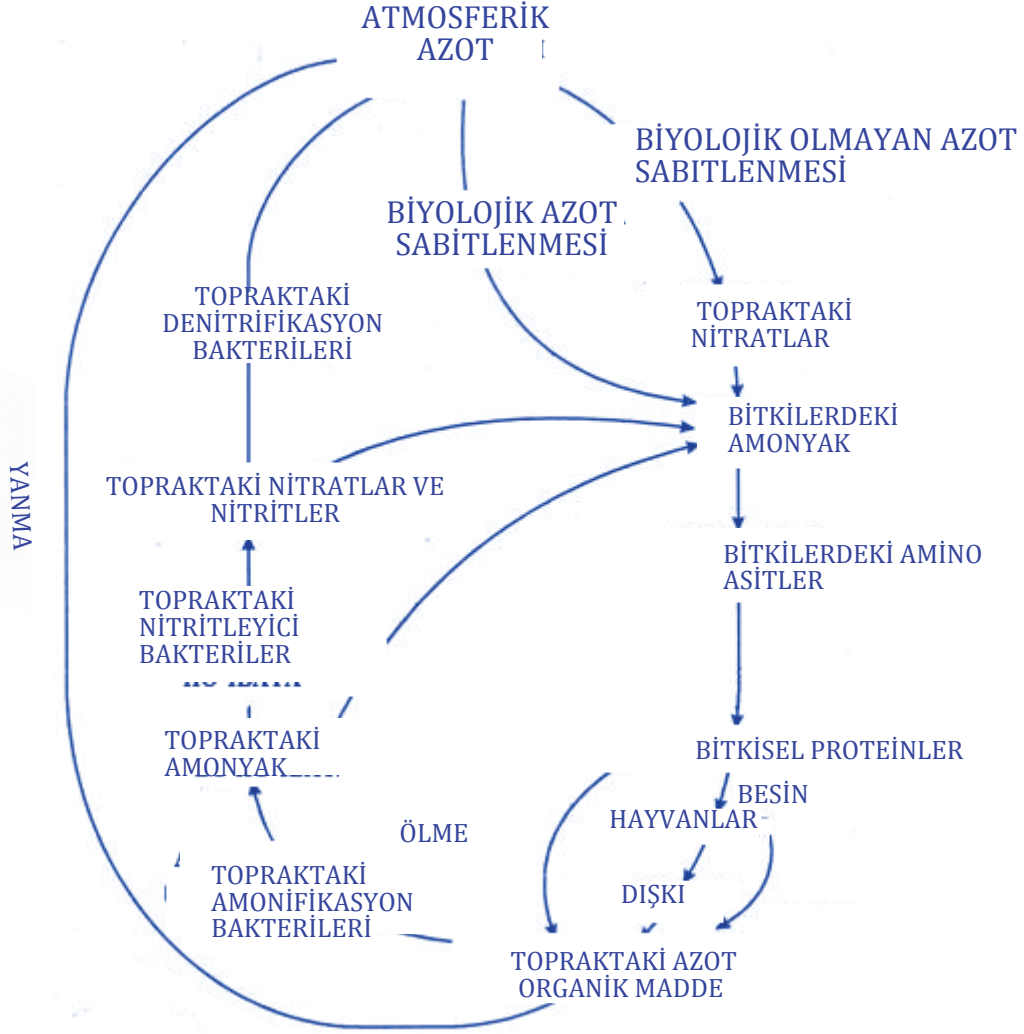 ATMOSFERİK
AZOT
BİYOLOJİK OLMAYAN AZOT
SABITLENMESİ
BİYOLOJİK AZOT
SABİTLENMESİ
TOPRAKTAKİ
DENİTRİFİKASYON
BAKTERİLERİ
TOPRAKTAKİ
NİTRATLAR
BİTKİLERDEKİ
AMONYAK
YANMA
TOPRAKTAKİ NİTRATLAR VE
NİTRİTLER
BİTKİLERDEKİ AMİNO
ASİTLER
TOPRAKTAKİ
NİTRİTLEYİCİ
BAKTERİLER
TOPRAKTAKİ
AMONYAK
BİTKİSEL PROTEİNLER
BESİN
HAYVANLAR
ÖLME
TOPRAKTAKİ
AMONİFİKASYON
BAKTERİLERİ
DIŞKI
TOPRAKTAKİ AZOT
ORGANİK MADDE